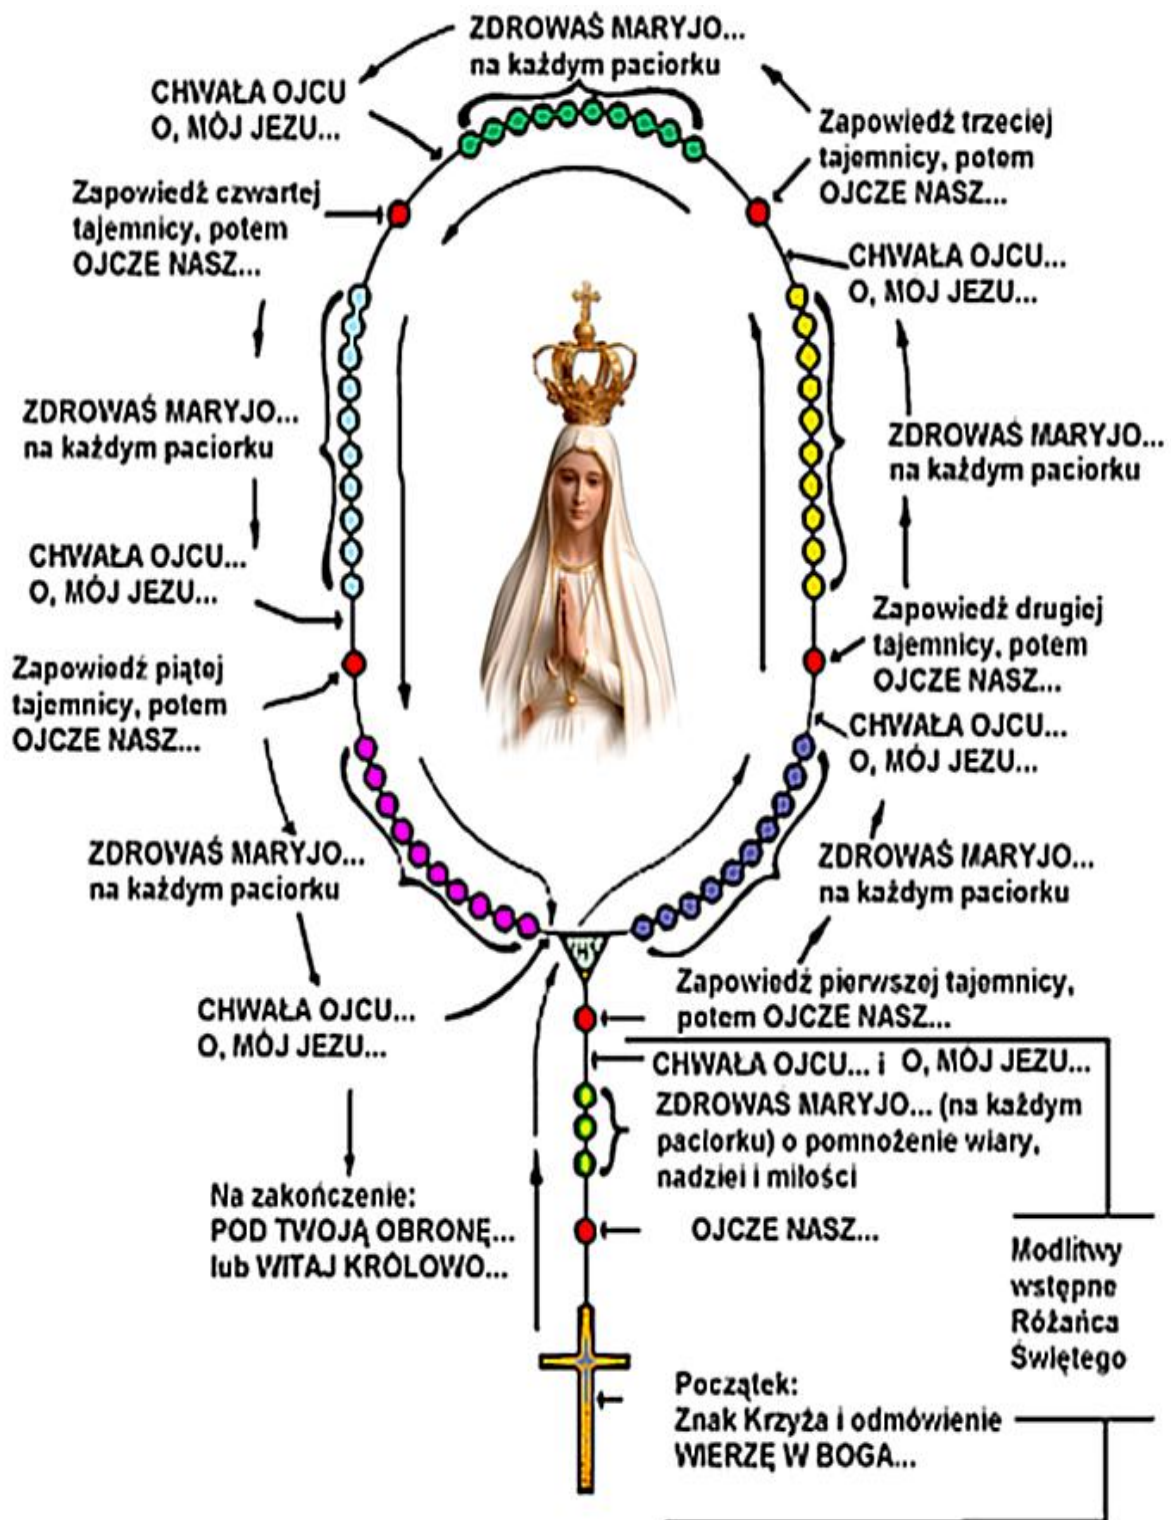 ZDROWAŚ MARYJO...
na każdym paciorku
CHWAŁA OJCU
O, MÓJ JEZU...
Zapowiedź trzeciej
tajemnicy, potem
OJCZE NASZ...
Zapowiedź czwartej
tajemnicy, potem
OJCZE NASZ...
CHWAŁA OJCU...
O, MÓJ JEZU...
ZDROWAŚ MARYJO...
na każdym paciorku
ZDROWAŚ MARYJO...
na każdym paciorku
CHWAŁA OJCU...
O, MÓJ JEZU...
Zapowiedź drugiej
tajemnicy, potem
OJCZE NASZ...
Zapowiedź piątej
tajemnicy, potem
OJCZE NASZ...
CHWAŁA OJCU...
O, MÓJ JEZU...
ZDROWAŚ MARYJO...
na każdym paciorku
ZDROWAŚ MARYJO...
na każdym paciorku
Zapowiedź pierwszej tajemnicy,
potem OJCZE NASZ...
CHWAŁA OJCU...
O, MÓJ JEZU...
CHWAŁA OJCU... i O, MÓJ JEZU...
ZDROWAŚ MARYJO... (na każdym
paciorku) o pomnożenie wiary,
nadziei i miłości
Na zakończenie:
POD TWOJĄ OBRONĘ...
lub WITAJ KRÓLOWO...
OJCZE NASZ...
Modlitwy
wstępne
Różańca
Świętego
Początek:
Znak Krzyża i odmówienie
WIERZĘ W BOGA...